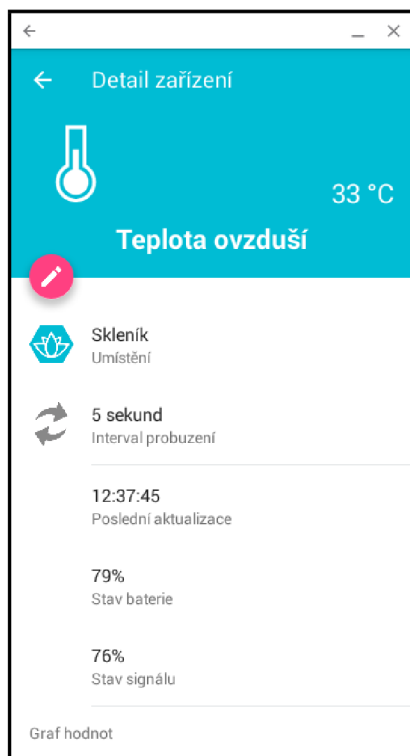 Detail zařízení
33 °C
Teplota ovzduší
Skleník
Umístění
5 sekund
Interval probuzení
12:37:45
Poslední aktualizace
79%
Stav baterie
76%
Stav signálu
Graf hodnot